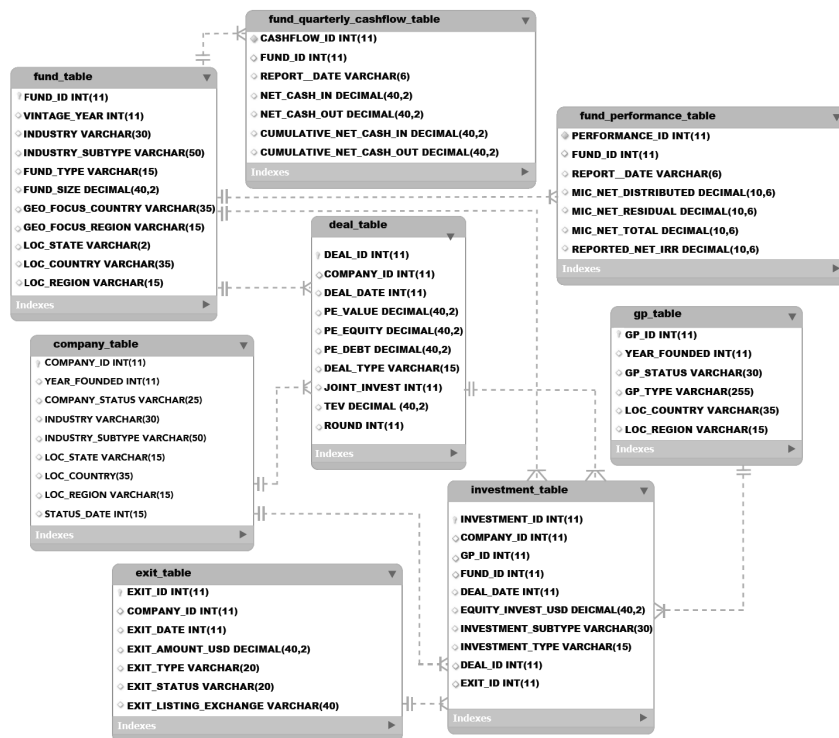 fund_quarterly_cashflow_table
CASHFLOW_ID INT(11)
FUND_ID INT(11)
REPORT__DATE VARCHAR(6)
NET_CASH_IN DECIMAL(40,2)
NET_CASH_OUT DECIMAL(40,2)
CUMULATIVE_NET_CASH_IN DECIMAL(40,2)
CUMULATIVE_NET_CASH_OUT DECIMAL(40,2)
Indexes
fund_table
FUND_ID INT(11)
VINTAGE_YEAR INT(11)
INDUSTRY VARCHAR(30)
INDUSTRY_SUBTYPE VARCHAR(50)
FUND_TYPE VARCHAR(15)
FUND_SIZE DECIMAL(40,2)
GEO_FOCUS_COUNTRY VARCHAR(35)
GEO_FOCUS_REGION VARCHAR(15)
LOC_STATE VARCHAR(2)
LOC_COUNTRY VARCHAR(35)
LOC_REGION VARCHAR(15)
Indexes
fund_performance_table
PERFORMANCE_ID INT(11)
FUND_ID INT(11)
REPORT__DATE VARCHAR(6)
MIC_NET_DISTRIBUTED DECIMAL(10,6)
MIC_NET_RESIDUAL DECIMAL(10,6)
MIC_NET_TOTAL DECIMAL(10,6)
REPORTED_NET_IRR DECIMAL(10,6)
Indexes
deal_table
DEAL_ID INT(11)
COMPANY_ID INT(11)
DEAL_DATE INT(11)
PE_VALUE DECIMAL(40,2)
PE_EQUITY DECIMAL(40,2)
PE_DEBT DECIMAL(40,2)
DEAL_TYPE VARCHAR(15)
JOINT_INVEST INT(11)
TEV DECIMAL (40,2)
ROUND INT(11)
Indexes
gp_table
GP_ID INT(11)
YEAR_FOUNDED INT(11)
GP_STATUS VARCHAR(30)
GP_TYPE VARCHAR(255)
LOC_COUNTRY VARCHAR(35)
LOC_REGION VARCHAR(15)
Indexes
company_table
COMPANY_ID INT(11)
YEAR_FOUNDED INT(11)
COMPANY_STATUS VARCHAR(25)
INDUSTRY VARCHAR(30)
INDUSTRY_SUBTYPE VARCHAR(50)
LOC_STATE VARCHAR(15)
LOC_COUNTRY(35)
LOC_REGION VARCHAR(15)
STATUS_DATE INT(15)
Indexes
investment_table
INVESTMENT_ID INT(11)
COMPANY_ID INT(11)
GP_ID INT(11)
FUND_ID INT(11)
DEAL_DATE INT(11)
EQUITY_INVEST_USD DEICMAL(40,2)
INVESTMENT_SUBTYPE VARCHAR(30)
INVESTMENT_TYPE VARCHAR(15)
DEAL_ID INT(11)
EXIT_ID INT(11)
Indexes
exit_table
EXIT_ID INT(11)
COMPANY_ID INT(11)
EXIT_DATE INT(11)
EXIT_AMOUNT_USD DECIMAL(40,2)
EXIT_TYPE VARCHAR(20)
EXIT_STATUS VARCHAR(20)
EXIT_LISTING_EXCHANGE VARCHAR(40)
Indexes